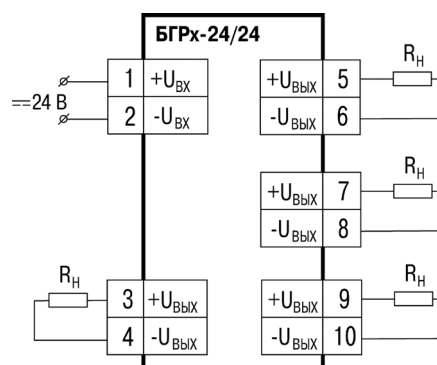 БГРх-24/24
==24 В
1 +UВХ
2 -UВХ
+UВЫХ 5
-UВЫХ 6
RН
+UВЫХ 7
-UВЫХ 8
RН
RН
3 +UВЫХ
4 -UВЫХ
+UВЫХ 9
-UВЫХ 10
RН